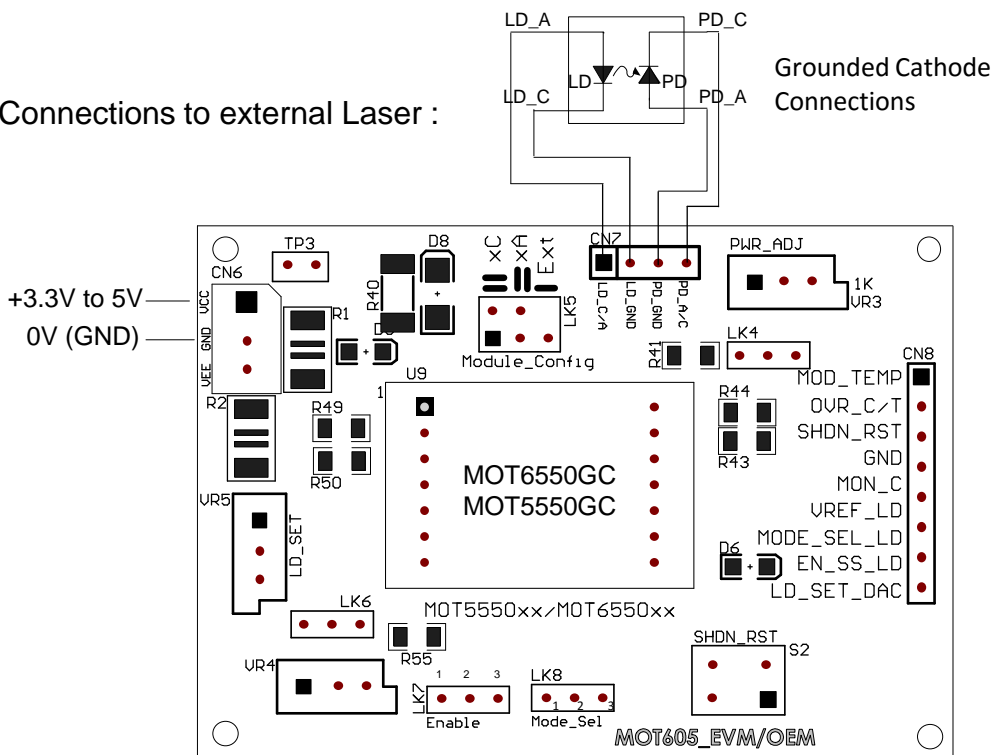 LD_A
PD_C
LD
PD
LD_C
PD_A
Grounded Cathode
Connections
Connections to external Laser :
+3.3V to 5V
0V (GND)
TP3
CN6
VCC
GND
VEE
R1
R2
R40
D8
xC
xA
Ext
LK5
Module_Config
CN7
LD_C/A
LD_GND
PD_GND
PD_A/C
PWR_ADJ
1K
VR3
R41
LK4
CN8
MOD_TEMP
OVR_C/T
SHDN_RST
GND
MON_C
VREF_LD
MODE_SEL_LD
EN_SS_LD
LD_SET_DAC
U9
1
R49
R50
R44
R43
MOT6550GC
MOT5550GC
VR5
LD_SET
D6
MOT5550xx/MOT6550xx
LK6
R55
VR4
LK7
1 2 3
Enable
LK8
1 2 3
Mode_Sel
SHDN_RST
S2
MOT605_EVM/OEM